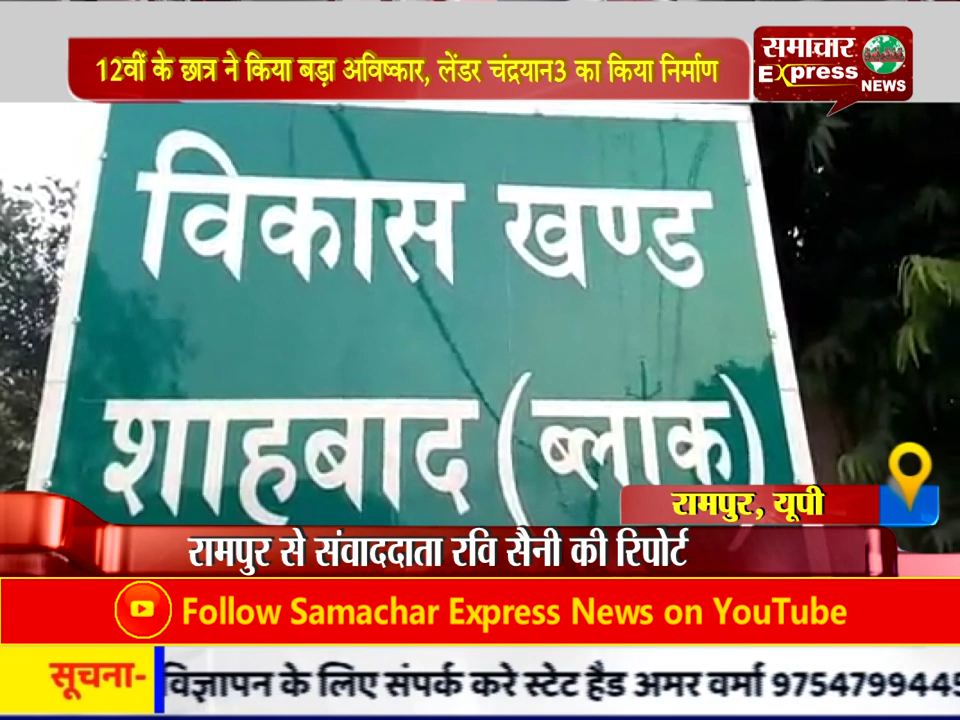 12वीं के छात्र ने किया बड़ा अविष्कार, लेंडर चंद्रयान3 का किया निर्माण
समाचार
Express
NEWS
विकास खण्ड
शाहबाद (ब्लाक)
रामपुर, यूपी
रामपुर से संवाददाता रवि सैनी की रिपोर्ट
Follow Samachar Express News on YouTube
सूचना- विज्ञापन के लिए संपर्क करे स्टेट हैड अमर वर्मा 9754799445